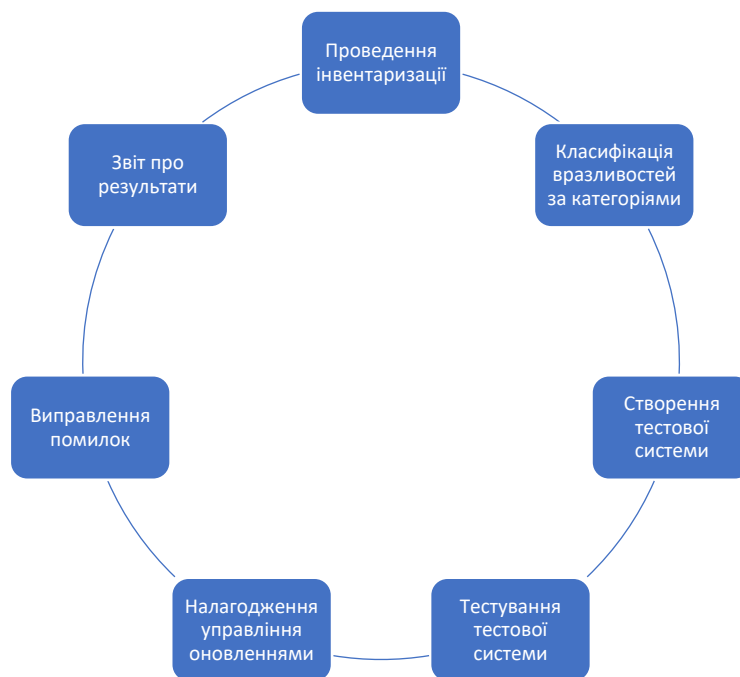 Проведення
інвентаризації
Класифікація
вразливостей
за категоріями
Створення
тестової
системи
Тестування
тестової
системи
Налагодження
управління
оновленнями
Виправлення
помилок
Звіт про
результати